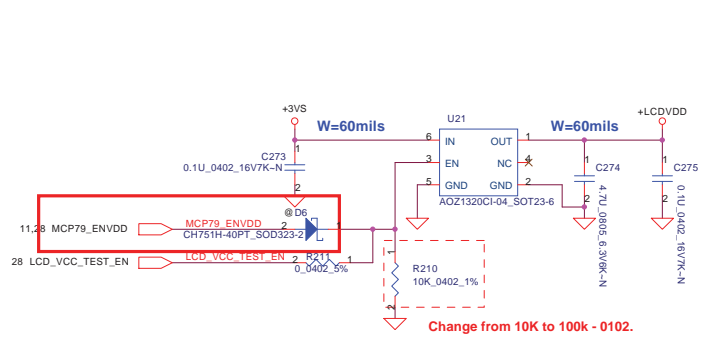 +3VS
W=60mils
U21
W=60mils
+LCDVDD
6 IN OUT 1
3 EN NC 4
5 GND GND 2
AOZ1320CI-04_SOT23-6
1
C273
0.1U_0402_16V7K~N
2
1
C274
4.7U_0805_6.3V6K~N
2
1
C275
0.1U_0402_16V7K~N
2
@ D6
11,28 MCP79_ENVDD
MCP79_ENVDD
2 1
CH751H-40PT_SOD323-2
28 LCD_VCC_TEST_EN
LCD_VCC_TEST_EN
2 R211 1
0_0402_5%
1
R210
10K_0402_1%
2
Change from 10K to 100k - 0102.